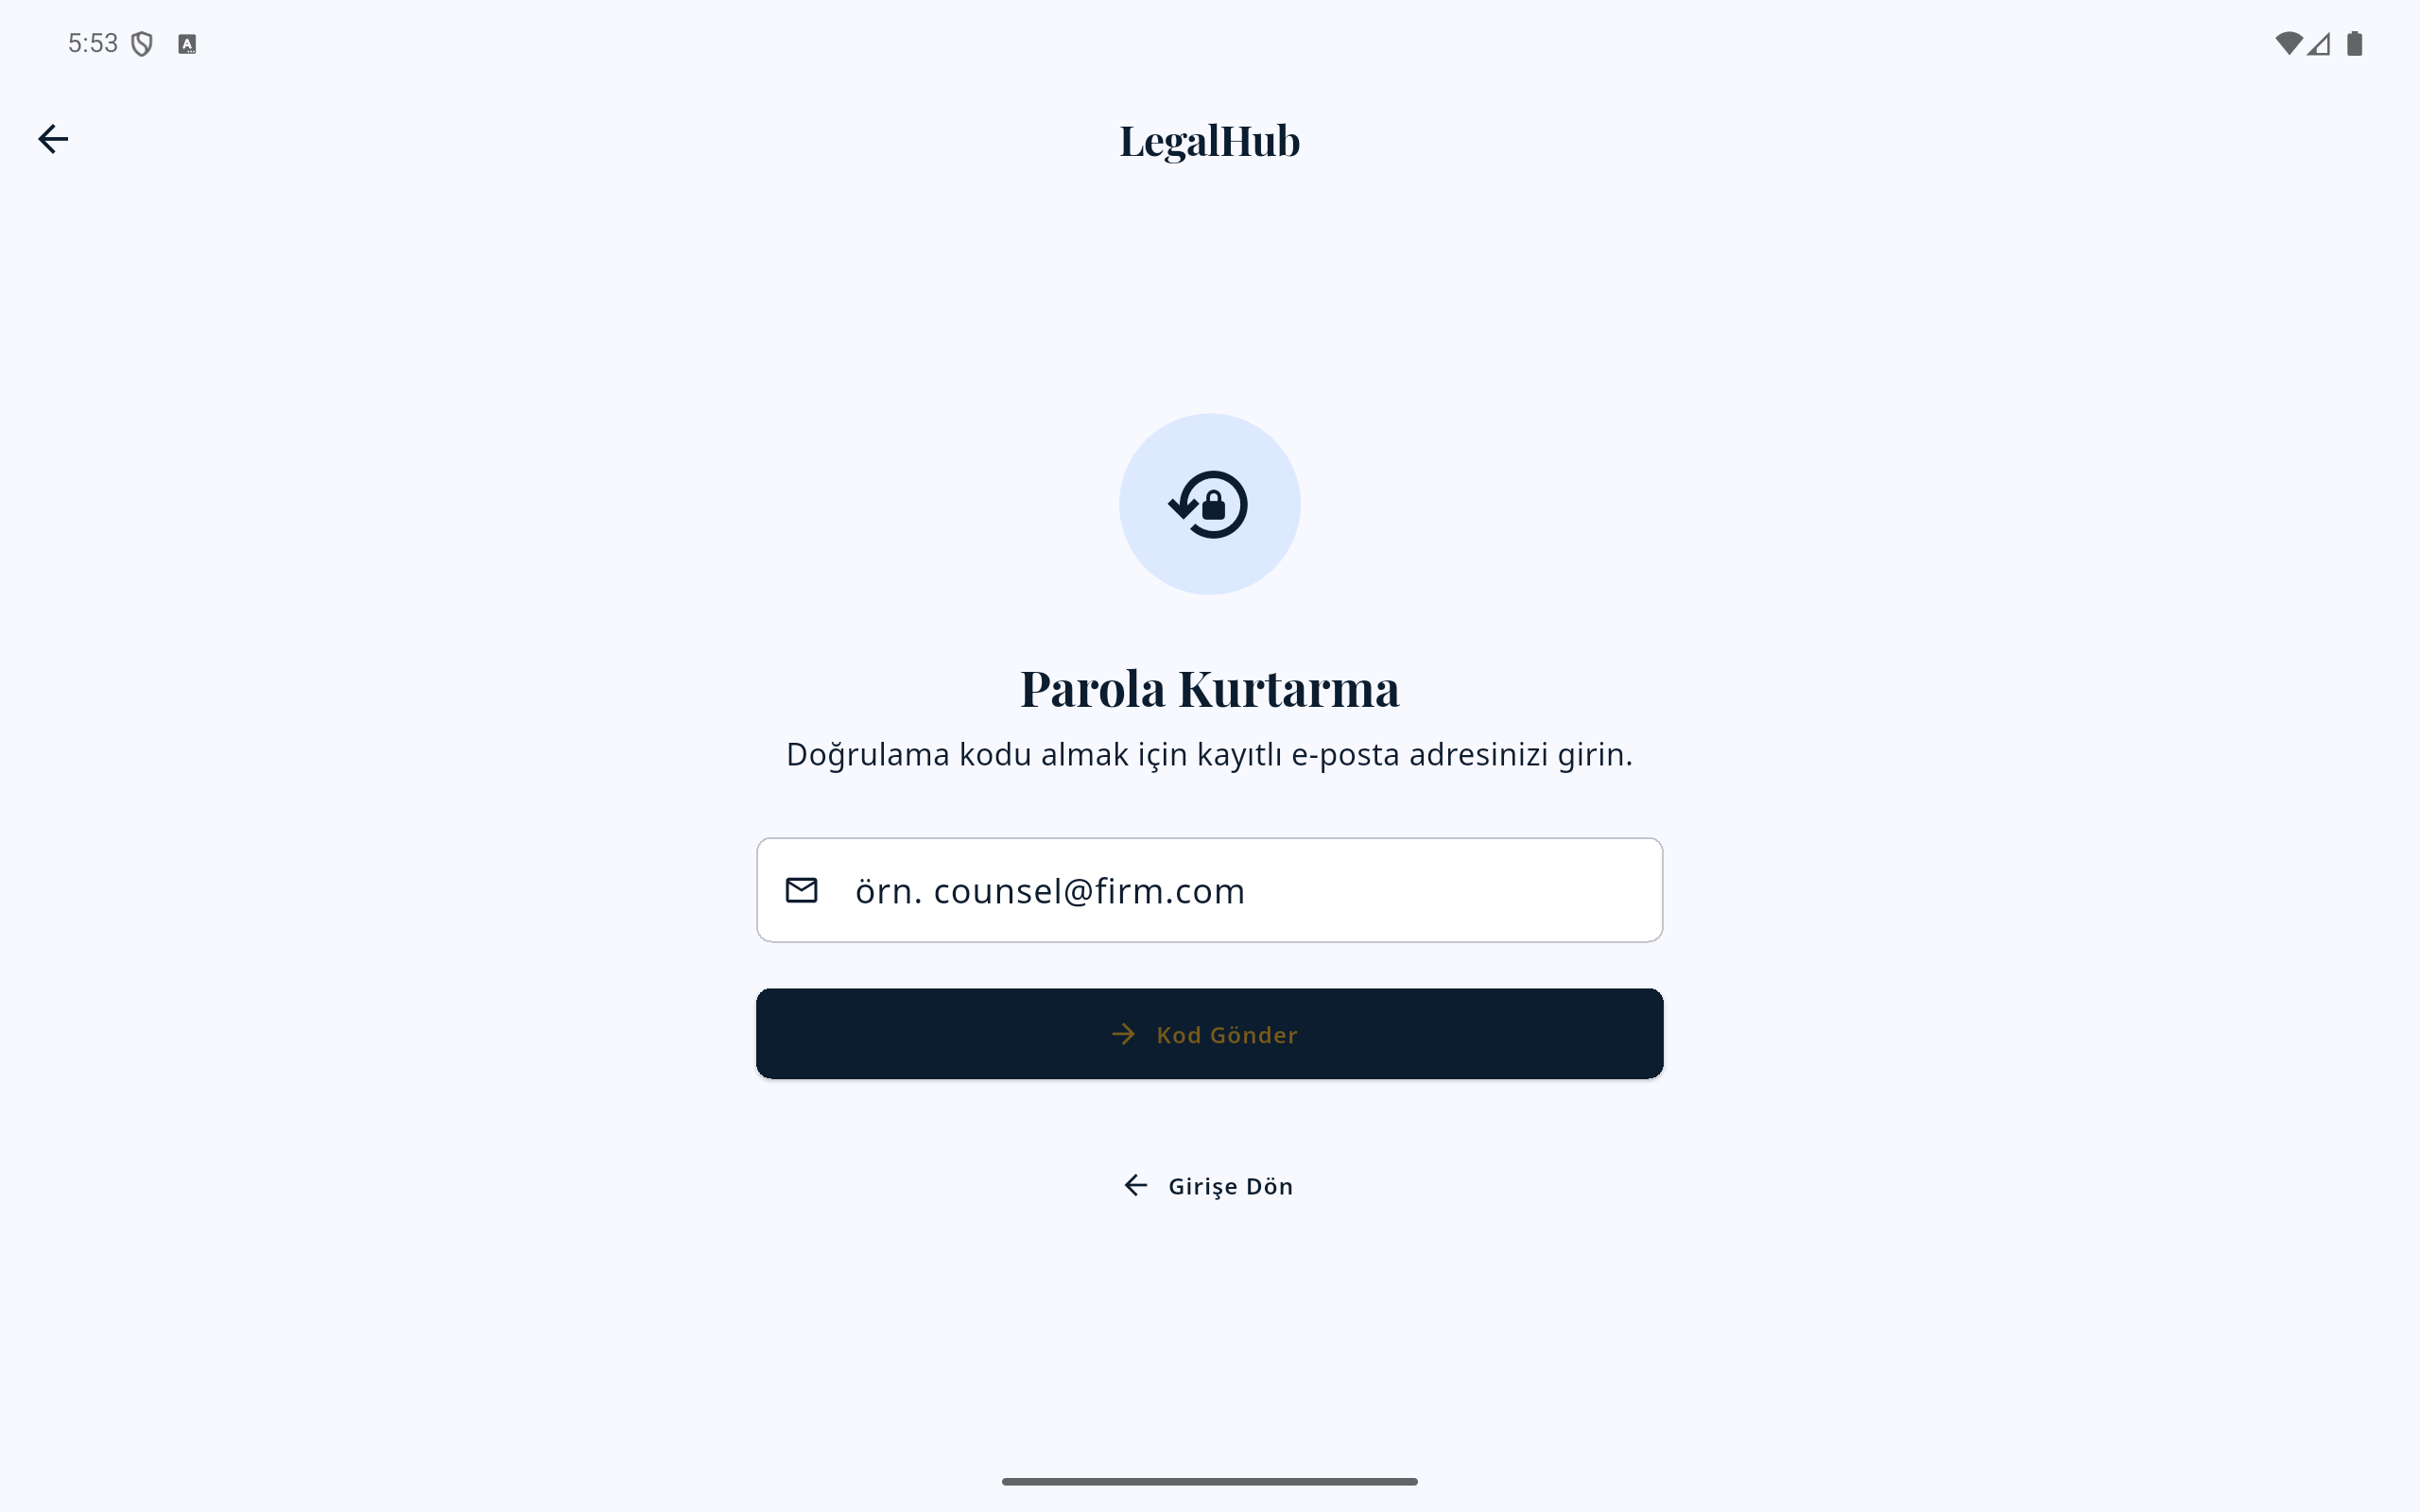 5:53
LegalHub
Parola Kurtarma
Doğrulama kodu almak için kayıtlı e-posta adresinizi girin.
örn. counsel@firm.com
Kod Gönder
Girişe Dön